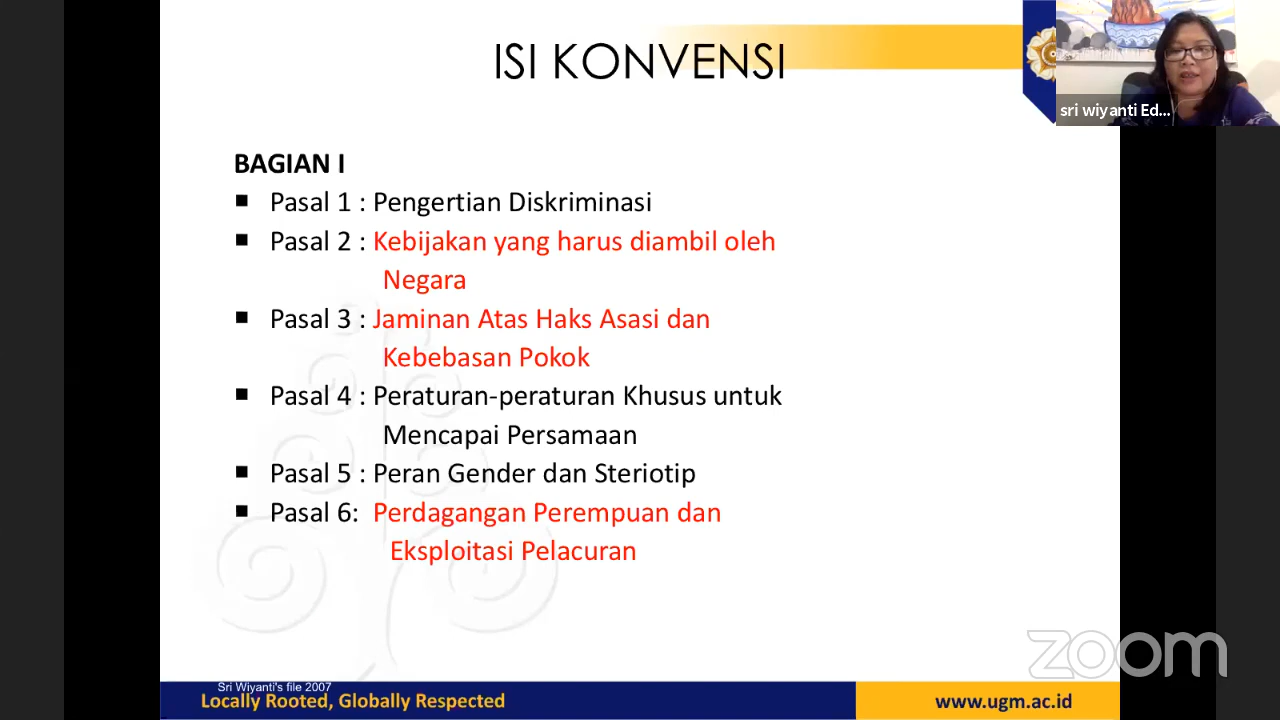 ISI KONVENSI
sri wiyanti Ed...
BAGIAN I
▪ Pasal 1 : Pengertian Diskriminasi
▪ Pasal 2 : Kebijakan yang harus diambil oleh
Negara
▪ Pasal 3 : Jaminan Atas Haks Asasi dan
Kebebasan Pokok
▪ Pasal 4 : Peraturan-peraturan Khusus untuk
Mencapai Persamaan
▪ Pasal 5 : Peran Gender dan Steriotip
▪ Pasal 6: Perdagangan Perempuan dan
Eksploitasi Pelacuran
zoom
Sri Wiyanti's file 2007
Locally Rooted, Globally Respected
www.ugm.ac.id